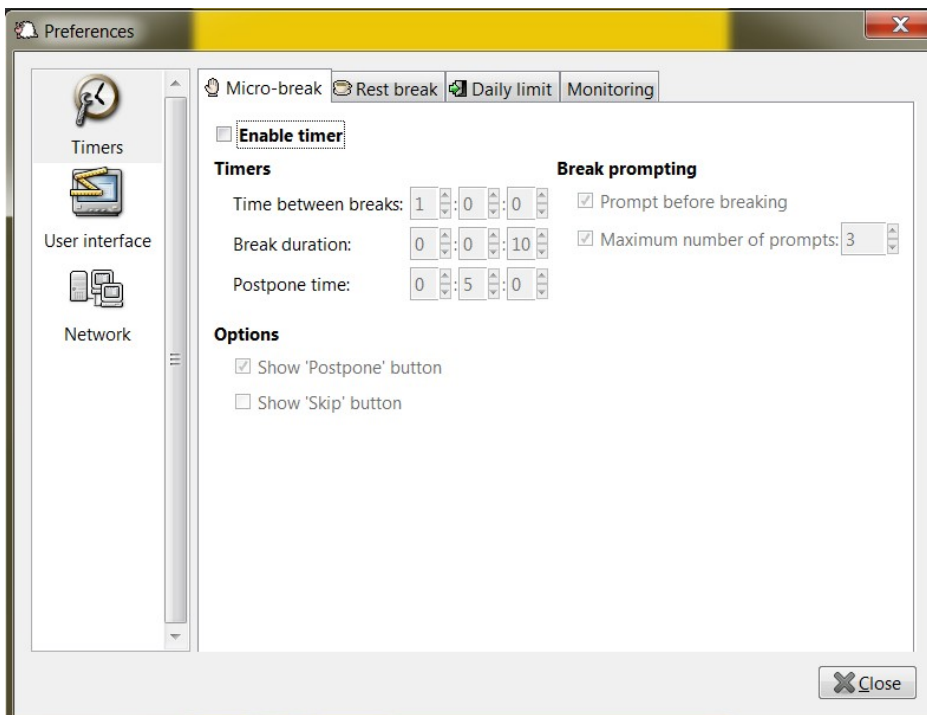 Preferences
Timers
User interface
Network
Micro-break Rest break Daily limit Monitoring
Enable timer
Timers
Time between breaks: 1 : 0 : 0
Break duration: 0 : 0 : 10
Postpone time: 0 : 5 : 0
Break prompting
Prompt before breaking
Maximum number of prompts: 3
Options
Show 'Postpone' button
Show 'Skip' button
Close